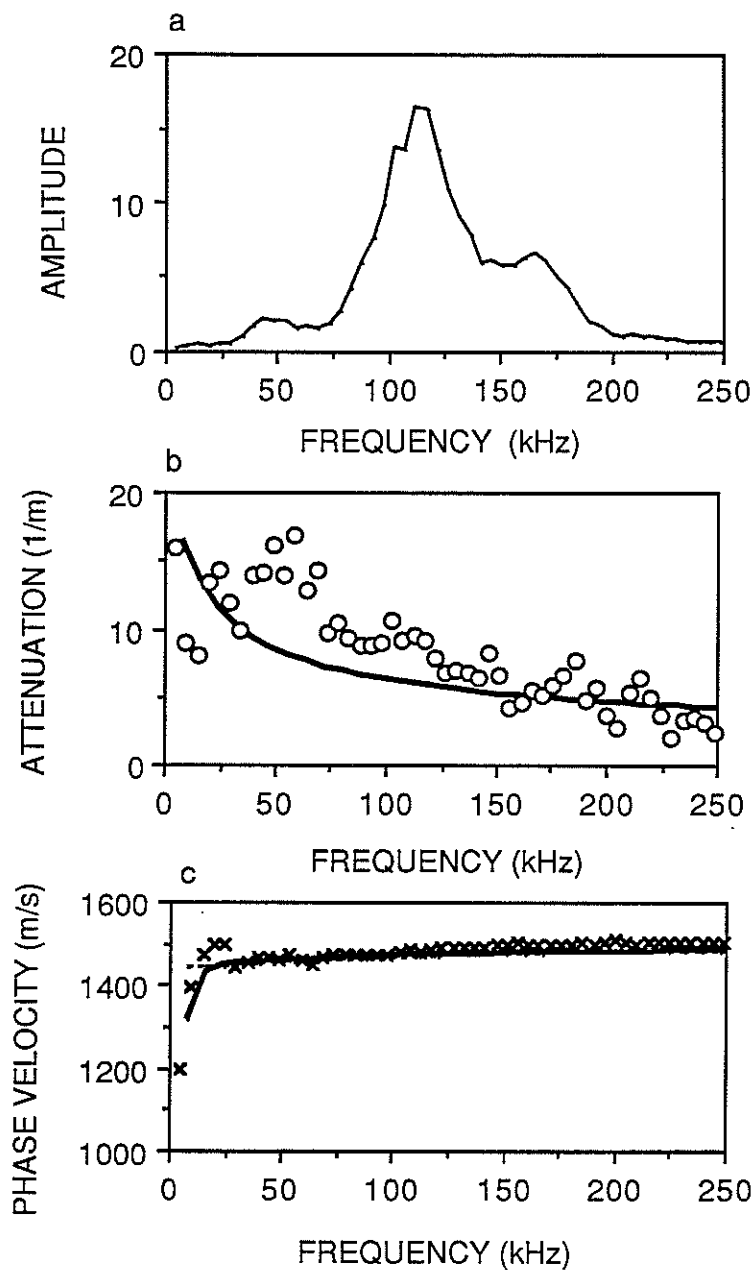 a
20
10
0
AMPLITUDE
0 50 100 150 200 250
FREQUENCY (kHz)
b
20
10
0
ATTENUATION (1/m)
0 50 100 150 200 250
FREQUENCY (kHz)
c
1600
1400
1200
1000
PHASE VELOCITY (m/s)
0 50 100 150 200 250
FREQUENCY (kHz)